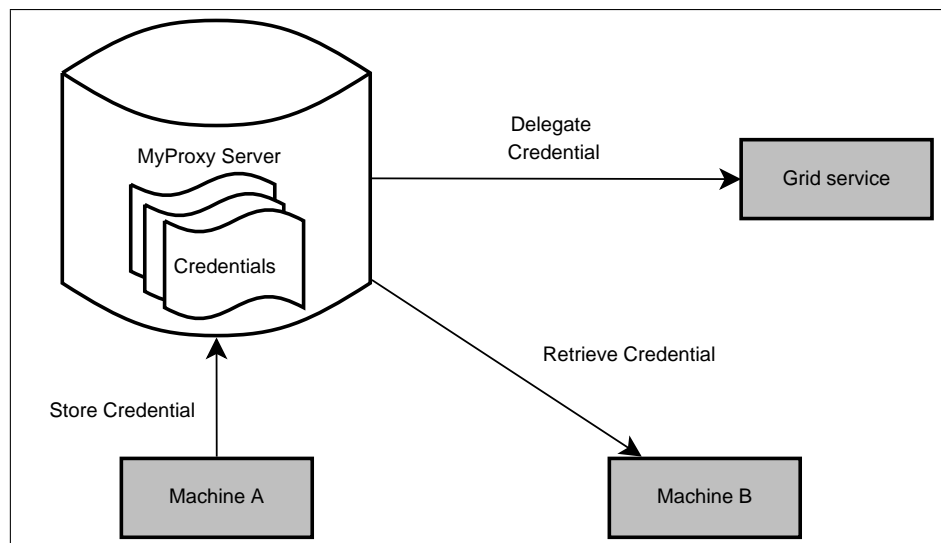 Delegate
Credential
MyProxy Server
Grid service
Credentials
Retrieve Credential
Store Credential
Machine A
Machine B